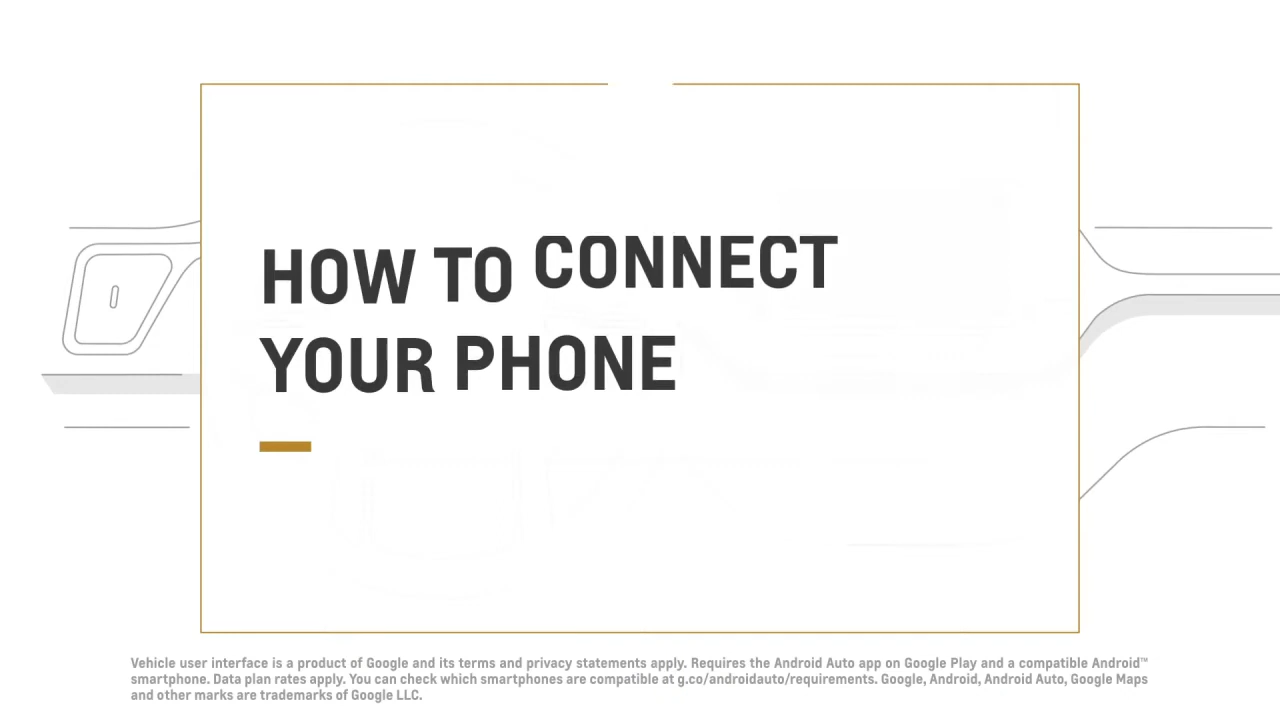 HOW TO CONNECT
YOUR PHONE
Vehicle user interface is a product of Google and its terms and privacy statements apply. Requires the Android Auto app on Google Play and a compatible Android™
smartphone. Data plan rates apply. You can check which smartphones are compatible at g.co/androidauto/requirements. Google, Android, Android Auto, Google Maps
and other marks are trademarks of Google LLC.